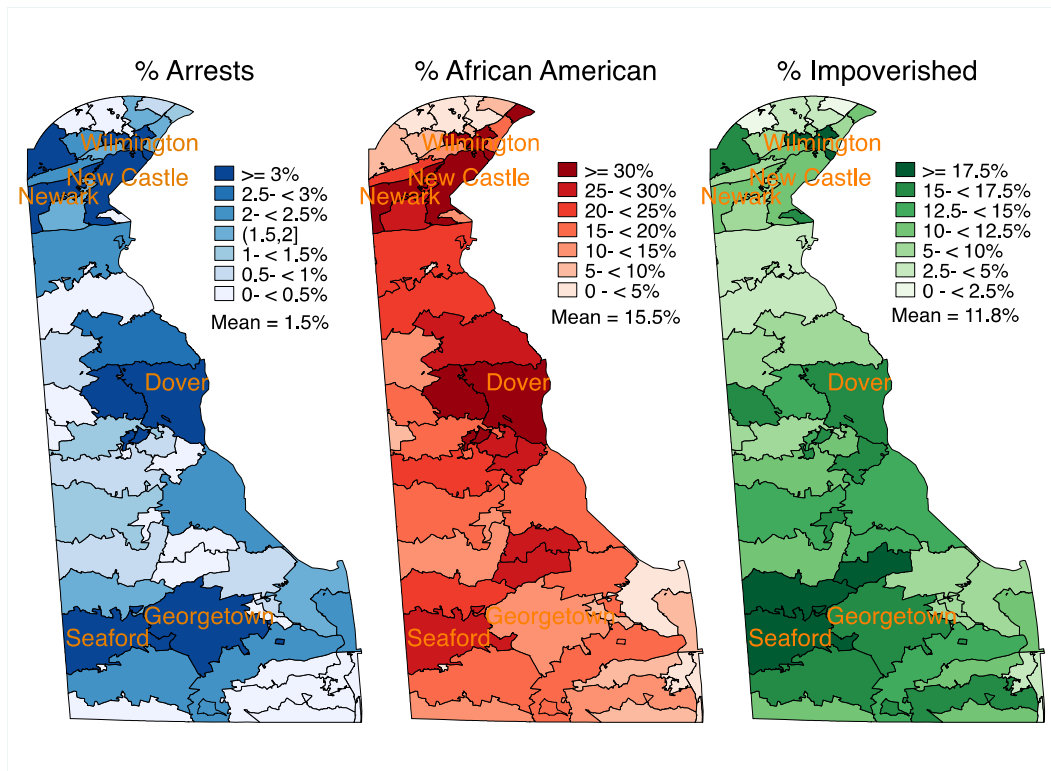 % Arrests
Wilmington
New Castle
Newark
Dover
Georgetown
Seaford
>= 3%
2.5- < 3%
2- < 2.5%
(1.5,2]
1- < 1.5%
0.5- < 1%
0- < 0.5%
Mean = 1.5%
% African American
Wilmington
New Castle
Newark
Dover
Georgetown
Seaford
>= 30%
25- < 30%
20- < 25%
15- < 20%
10- < 15%
5- < 10%
0 - < 5%
Mean = 15.5%
% Impoverished
Wilmington
New Castle
Newark
Dover
Georgetown
Seaford
>= 17.5%
15- < 17.5%
12.5- < 15%
10- < 12.5%
5- < 10%
2.5- < 5%
0 - < 2.5%
Mean = 11.8%